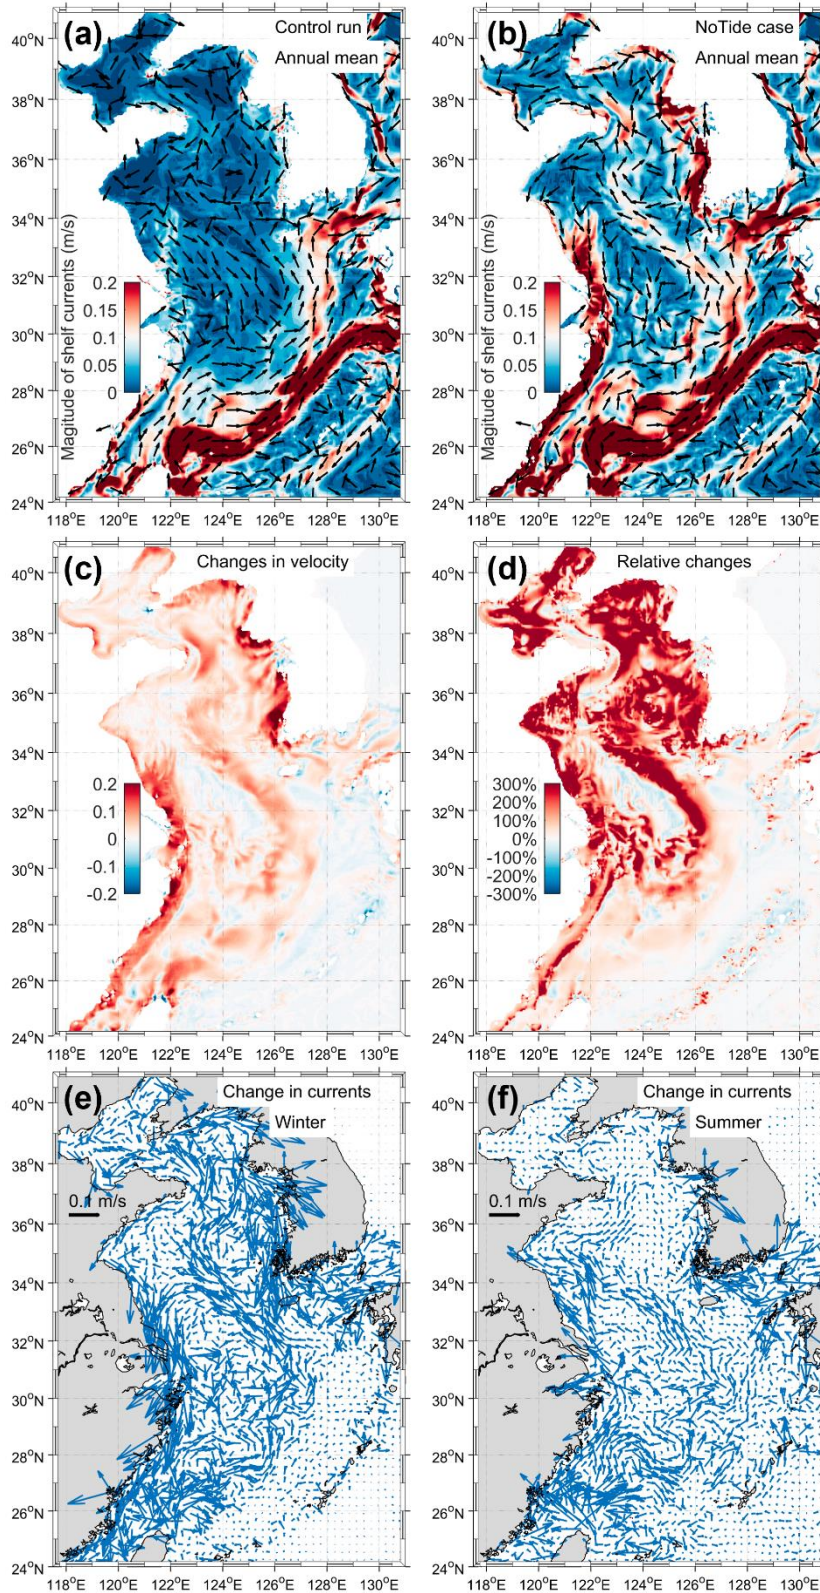 (a)
Control run
Annual mean
40°N
38°N
36°N
34°N
32°N
30°N
28°N
26°N
24°N
Magitude of shelf currents (m/s)
0.2
0.15
0.1
0.05
0
118°E
120°E
122°E
124°E
126°E
128°E
130°E
(b)
NoTide case
Annual mean
40°N
38°N
36°N
34°N
32°N
30°N
28°N
26°N
24°N
Magitude of shelf currents (m/s)
0.2
0.15
0.1
0.05
0
118°E
120°E
122°E
124°E
126°E
128°E
130°E
(c)
Changes in velocity
40°N
38°N
36°N
34°N
32°N
30°N
28°N
26°N
24°N
0.2
0.1
0
-0.1
-0.2
118°E
120°E
122°E
124°E
126°E
128°E
130°E
(d)
Relative changes
40°N
38°N
36°N
34°N
32°N
30°N
28°N
26°N
24°N
300%
200%
100%
0%
-100%
-200%
-300%
118°E
120°E
122°E
124°E
126°E
128°E
130°E
(e)
Change in currents
Winter
0.1 m/s
40°N
38°N
36°N
34°N
32°N
30°N
28°N
26°N
24°N
118°E
120°E
122°E
124°E
126°E
128°E
130°E
(f)
Change in currents
Summer
0.1 m/s
40°N
38°N
36°N
34°N
32°N
30°N
28°N
26°N
24°N
118°E
120°E
122°E
124°E
126°E
128°E
130°E